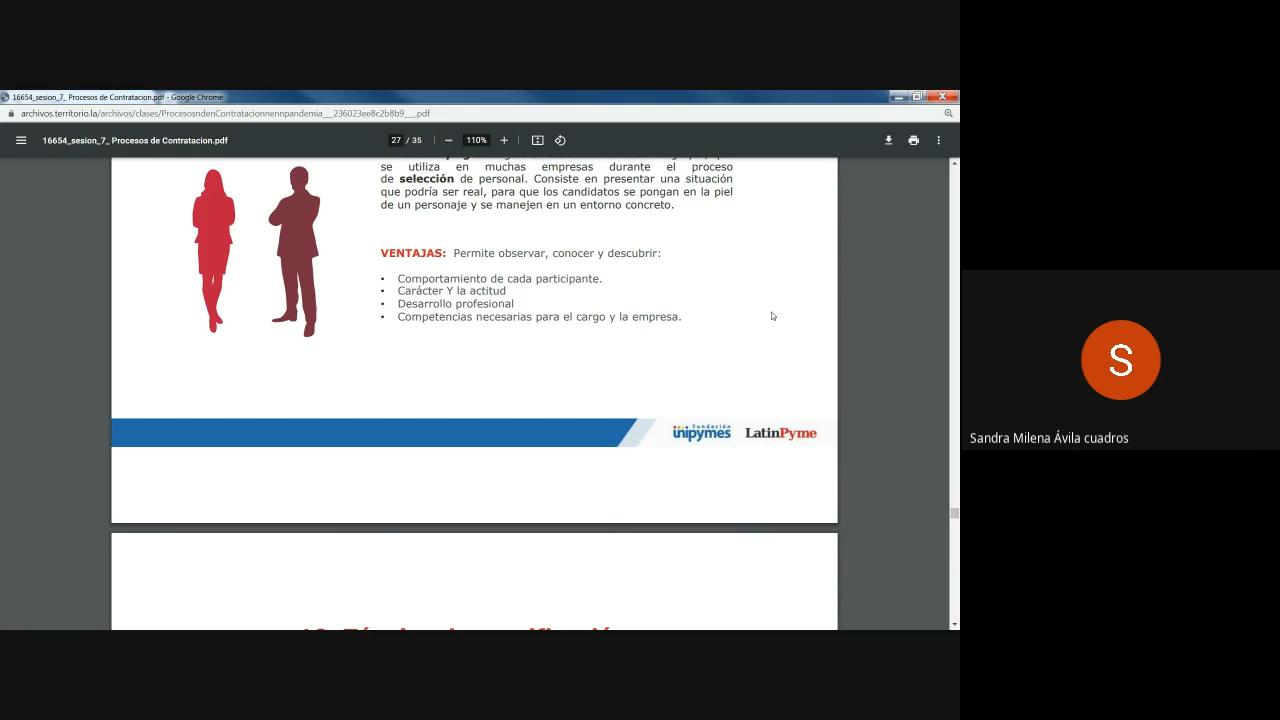 16654_sesion_7_ Procesos de Contratacion.pdf - Google Chrome
archivos.territorio.la/archivos/clases/ProcesosndenContratacionnennpandemia___236023ee8c2b8b9___.pdf
16654_sesion_7_ Procesos de Contratacion.pdf
27 / 35
110%
se utiliza en muchas empresas durante el proceso
de selección de personal. Consiste en presentar una situación
que podría ser real, para que los candidatos se pongan en la piel
de un personaje y se manejen en un entorno concreto.
VENTAJAS: Permite observar, conocer y descubrir:
• Comportamiento de cada participante.
• Carácter Y la actitud
• Desarrollo profesional
• Competencias necesarias para el cargo y la empresa.
Fundación
unipymes
LatinPyme
S
Sandra Milena Ávila cuadros